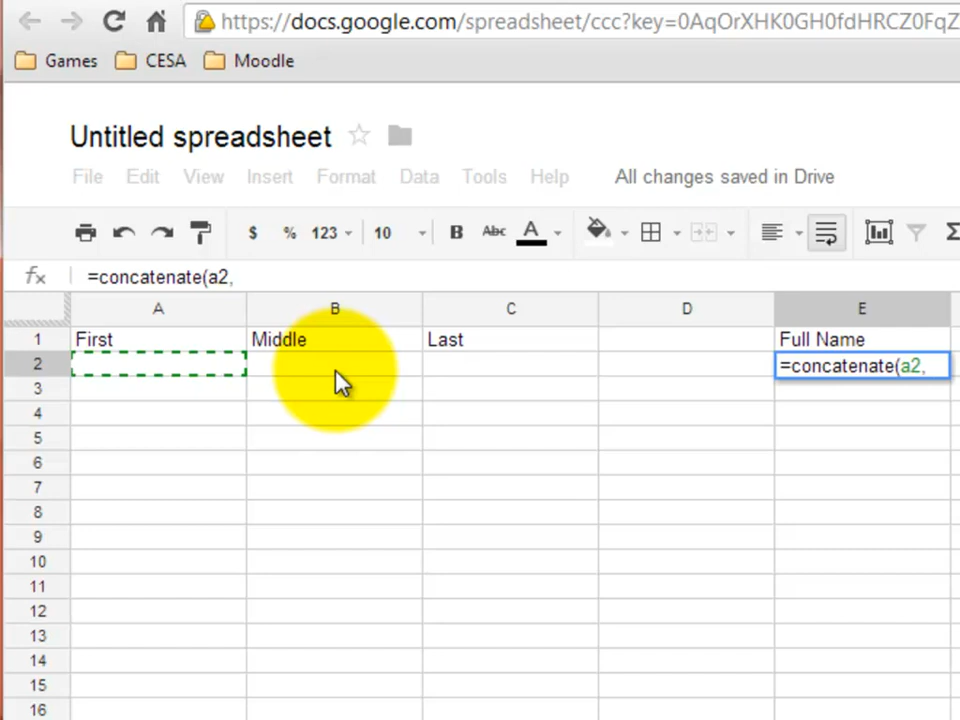 https://docs.google.com/spreadsheet/ccc?key=0AqOrXHK0GH0fdHRCZ0FqZ
Games CESA Moodle
Untitled spreadsheet
File Edit View Insert Format Data Tools Help All changes saved in Drive
$ % 123 10 B Abc A Σ
fx =concatenate(a2,
A B C D E
1 First Middle Last Full Name
2 =concatenate(a2,
3
4
5
6
7
8
9
10
11
12
13
14
15
16